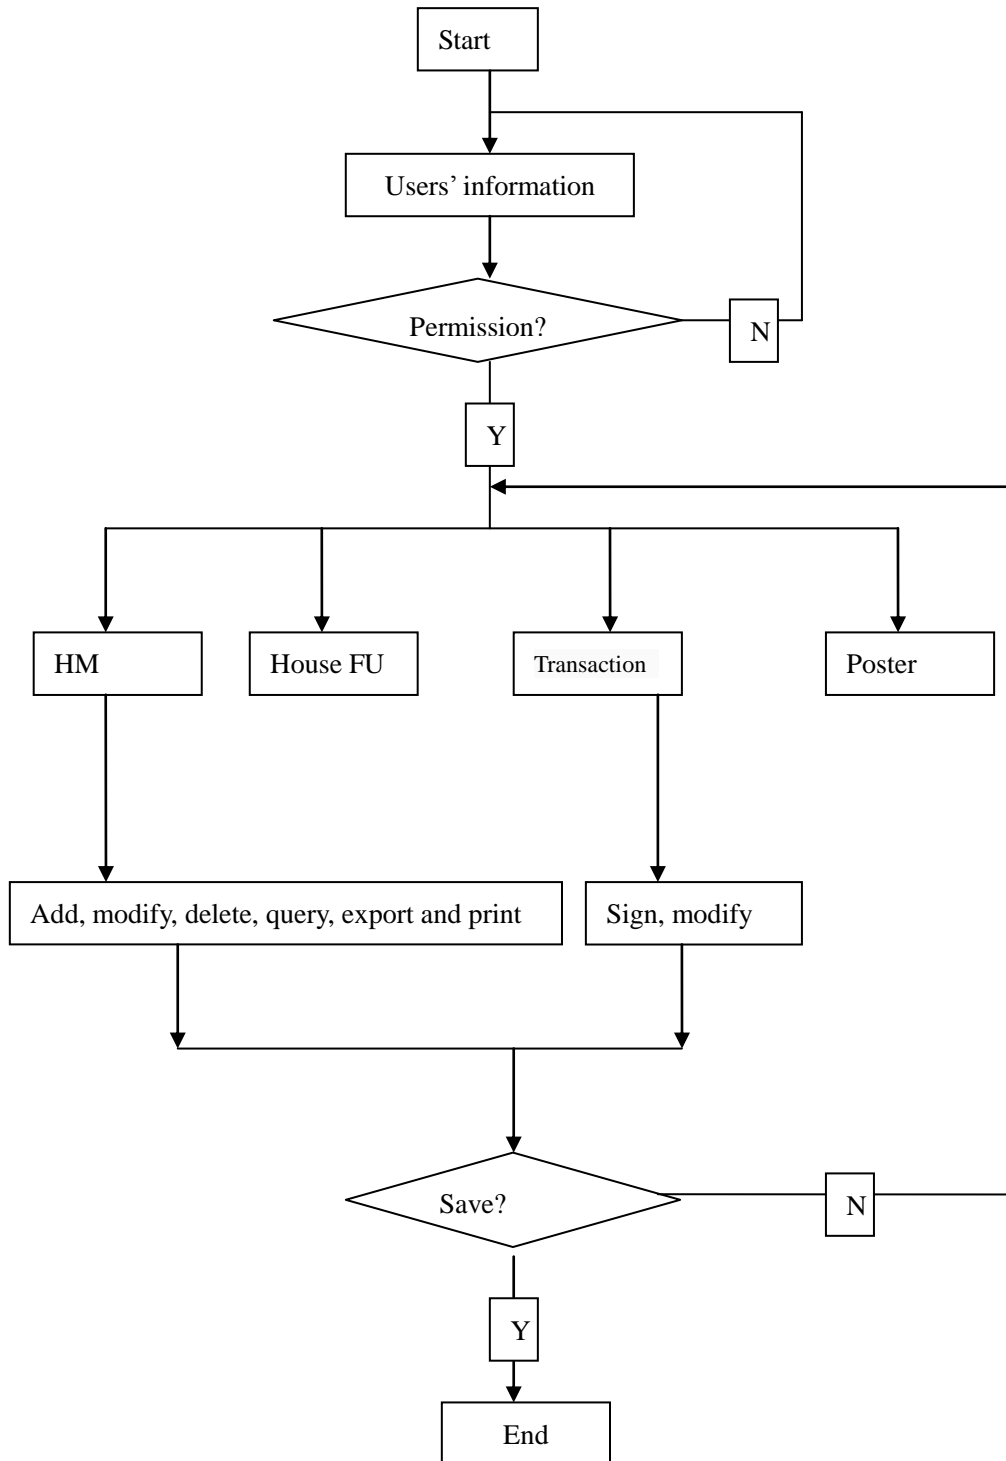 Start
Users’ information
Permission?
N
Y
HM
House FU
Transaction
Poster
Add, modify, delete, query, export and print
Sign, modify
Save?
N
Y
End